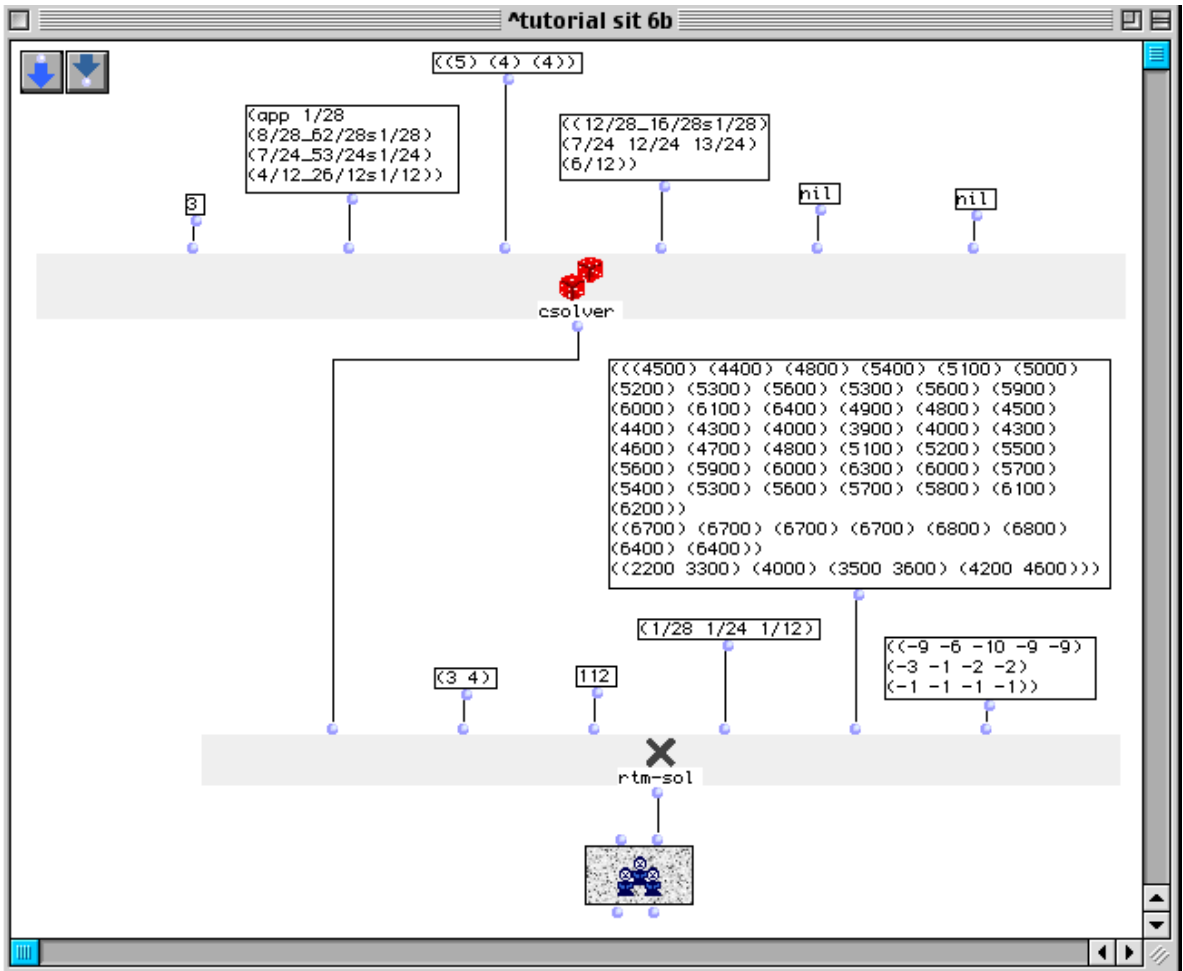 ^tutorial sit 6b
((5) (4) (4))
(app 1/28
(8/28_62/28s1/28)
(7/24_53/24s1/24)
(4/12_26/12s1/12))
((12/28_16/28s1/28)
(7/24 12/24 13/24)
(6/12))
3
nil
nil
csolver
(((4500) (4400) (4800) (5400) (5100) (5000)
(5200) (5300) (5600) (5300) (5600) (5900)
(6000) (6100) (6400) (4900) (4800) (4500)
(4400) (4300) (4000) (3900) (4000) (4300)
(4600) (4700) (4800) (5100) (5200) (5500)
(5600) (5900) (6000) (6300) (6000) (5700)
(5400) (5300) (5600) (5700) (5800) (6100)
(6200))
((6700) (6700) (6700) (6700) (6800) (6800)
(6400) (6400))
((2200 3300) (4000) (3500 3600) (4200 4600)))
(1/28 1/24 1/12)
((-9 -6 -10 -9 -9)
(-3 -1 -2 -2)
(-1 -1 -1 -1))
(3 4)
112
rtm-sol